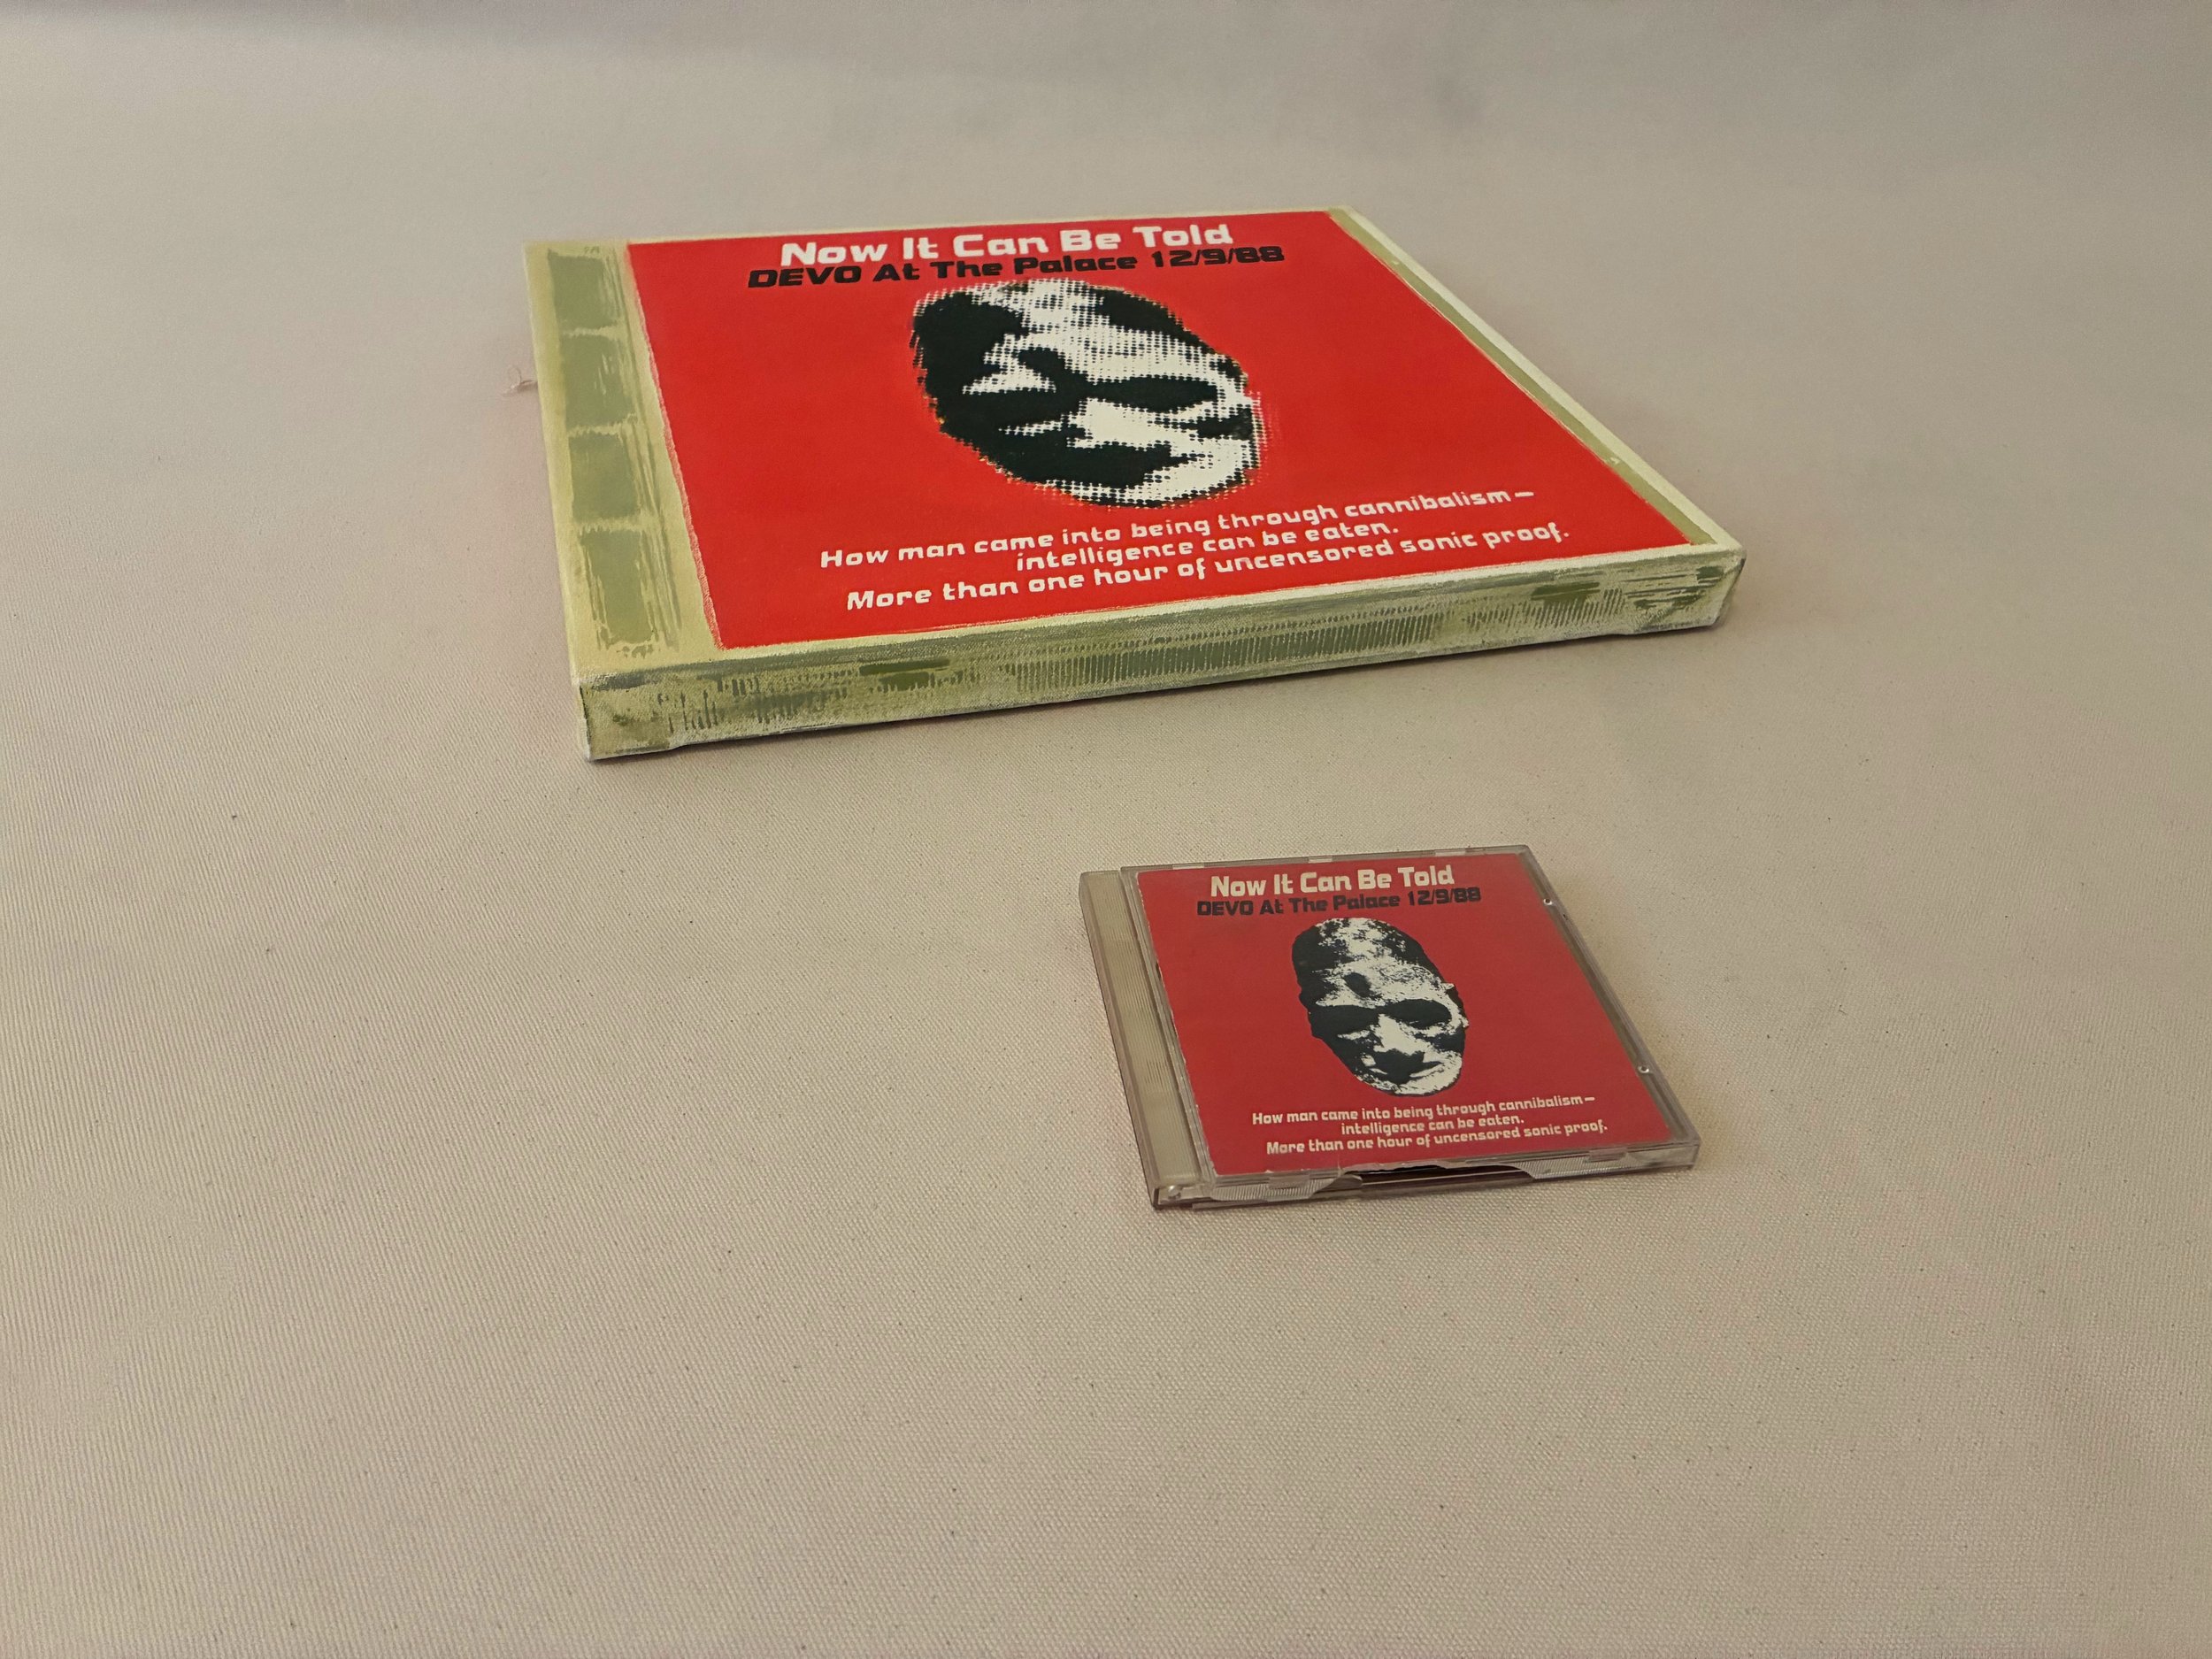 Now It Can Be Told
DEVO At The Palace 12/9/88
How man came into being through cannibalism—
intelligence can be eaten.
More than one hour of uncensored sonic proof.
Now It Can Be Told
DEVO At The Palace 12/9/88
How man came into being through cannibalism—
intelligence can be eaten.
More than one hour of uncensored sonic proof.